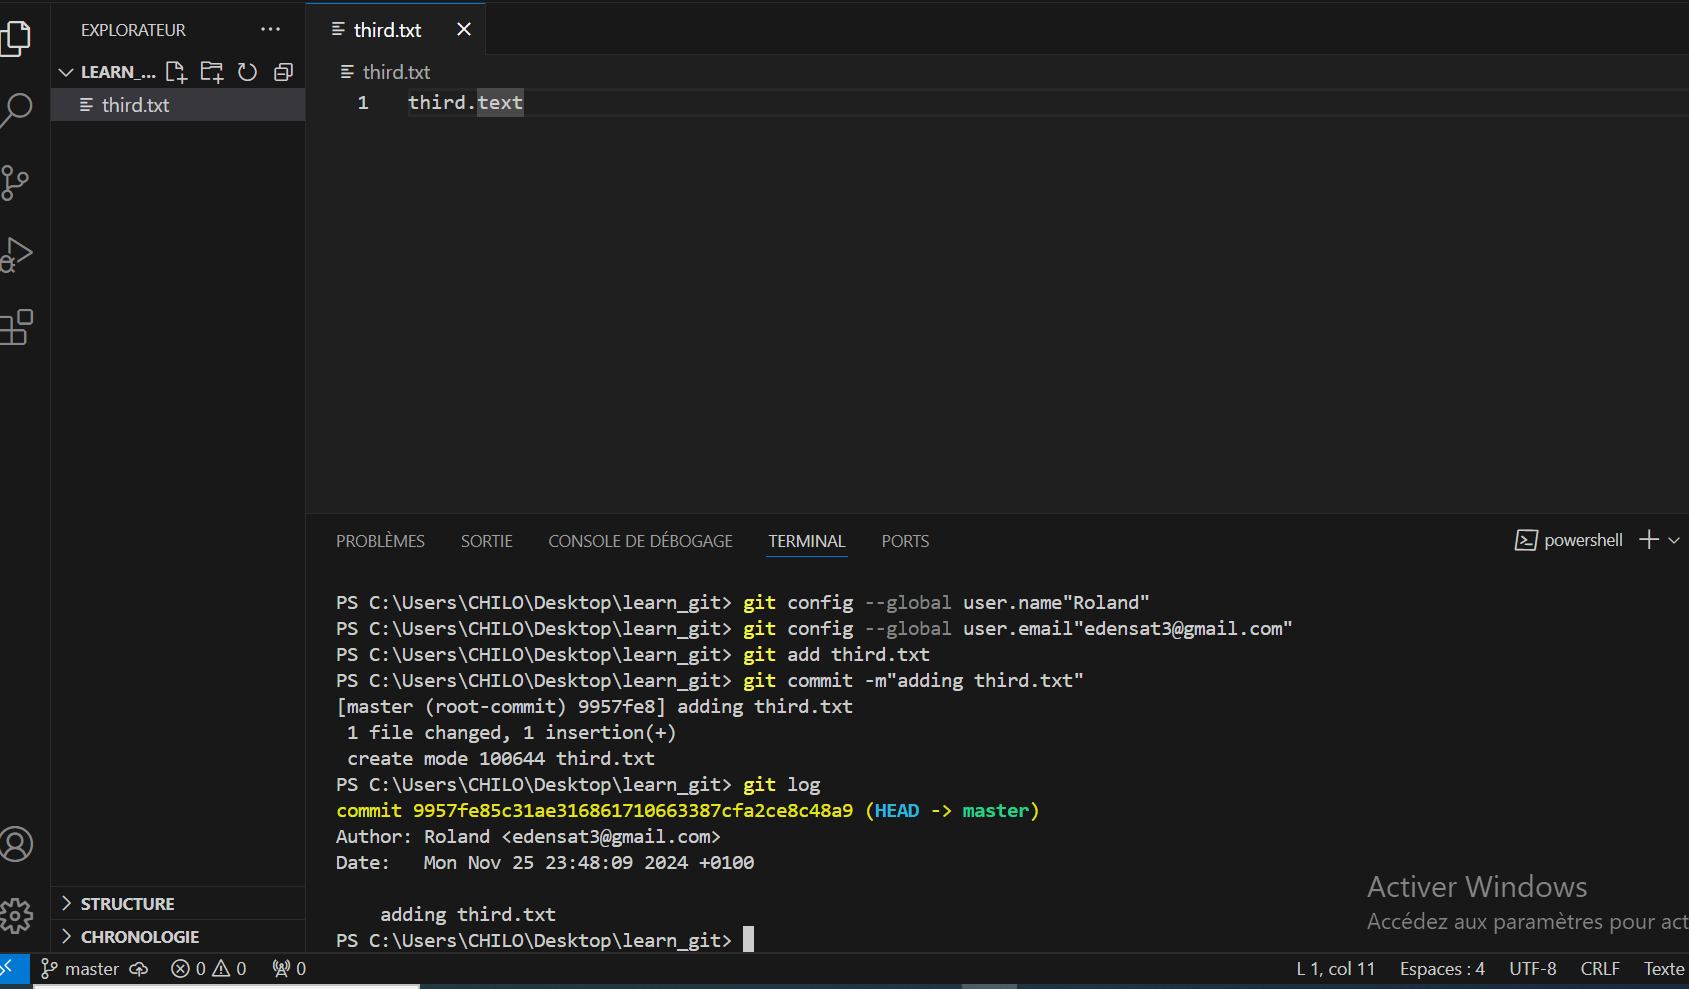 EXPLORATEUR ···
LEARN_...
third.txt
third.txt
third.txt
1 third.text
PROBLÈMES SORTIE CONSOLE DE DÉBOGAGE TERMINAL PORTS
powershell
PS C:\Users\CHILO\Desktop\learn_git> git config --global user.name"Roland"
PS C:\Users\CHILO\Desktop\learn_git> git config --global user.email"edensat3@gmail.com"
PS C:\Users\CHILO\Desktop\learn_git> git add third.txt
PS C:\Users\CHILO\Desktop\learn_git> git commit -m"adding third.txt"
[master (root-commit) 9957fe8] adding third.txt
 1 file changed, 1 insertion(+)
 create mode 100644 third.txt
PS C:\Users\CHILO\Desktop\learn_git> git log
commit 9957fe85c31ae316861710663387cfa2ce8c48a9 (HEAD -> master)
Author: Roland <edensat3@gmail.com>
Date:   Mon Nov 25 23:48:09 2024 +0100
    adding third.txt
PS C:\Users\CHILO\Desktop\learn_git>
Activer Windows
Accédez aux paramètres pour act
STRUCTURE
CHRONOLOGIE
master 0 0 0
L 1, col 11 Espaces : 4 UTF-8 CRLF Texte